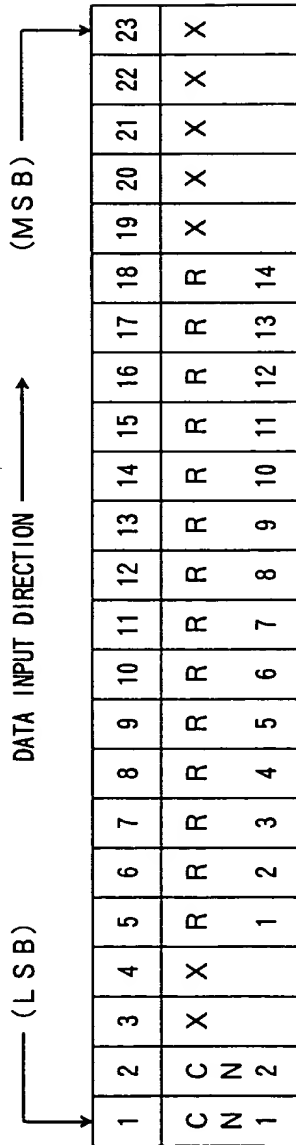 (LSB) DATA INPUT DIRECTION (MSB)
1 2 3 4 5 6 7 8 9 10 11 12 13 14 15 16 17 18 19 20 21 22 23
C C X X R R R R R R R R R R R R R R X X X X X
N N
1 2 1 2 3 4 5 6 7 8 9 10 11 12 13 14